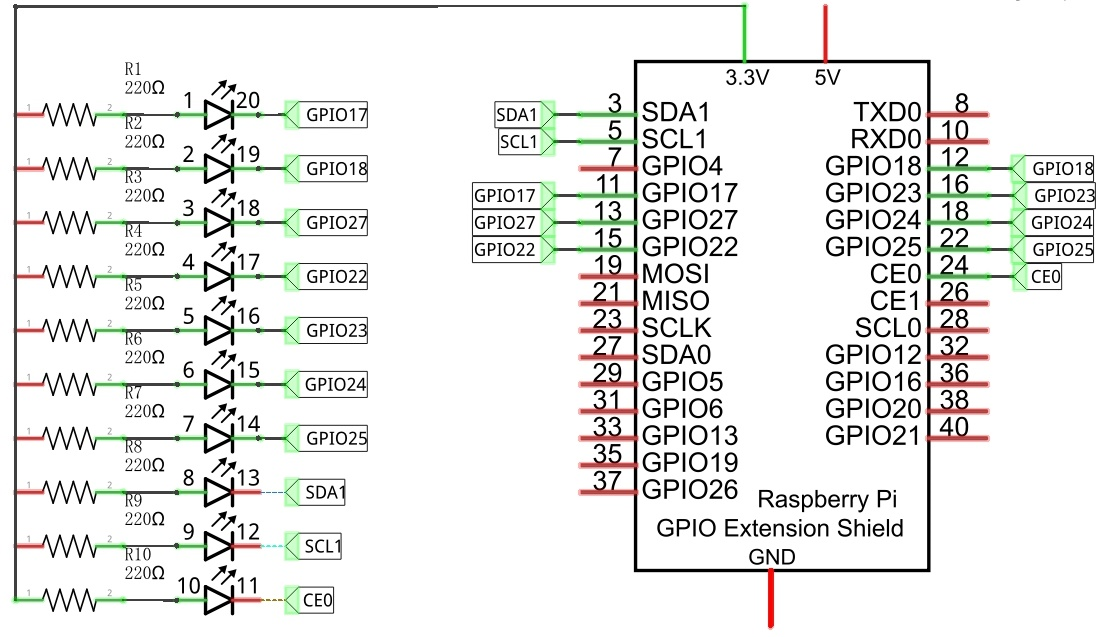 R1
220Ω
1 2 1 20 GPIO17
R2
220Ω
1 2 2 19 GPIO18
R3
220Ω
1 2 3 18 GPIO27
R4
220Ω
1 2 4 17 GPIO22
R5
220Ω
1 2 5 16 GPIO23
R6
220Ω
1 2 6 15 GPIO24
R7
220Ω
1 2 7 14 GPIO25
R8
220Ω
1 2 8 13 SDA1
R9
220Ω
1 2 9 12 SCL1
R10
220Ω
2 10 11 CE0
3.3V 5V
SDA1 3 SDA1 TXD0 8
SCL1 5 SCL1 RXD0 10
7 GPIO4 GPIO18 12 GPIO18
GPIO17 11 GPIO17 GPIO23 16 GPIO23
GPIO27 13 GPIO27 GPIO24 18 GPIO24
GPIO22 15 GPIO22 GPIO25 22 GPIO25
19 MOSI CE0 24 CE0
21 MISO CE1 26
23 SCLK SCL0 28
27 SDA0 GPIO12 32
29 GPIO5 GPIO16 36
31 GPIO6 GPIO20 38
33 GPIO13 GPIO21 40
35 GPIO19
37 GPIO26
Raspberry Pi
GPIO Extension Shield
GND